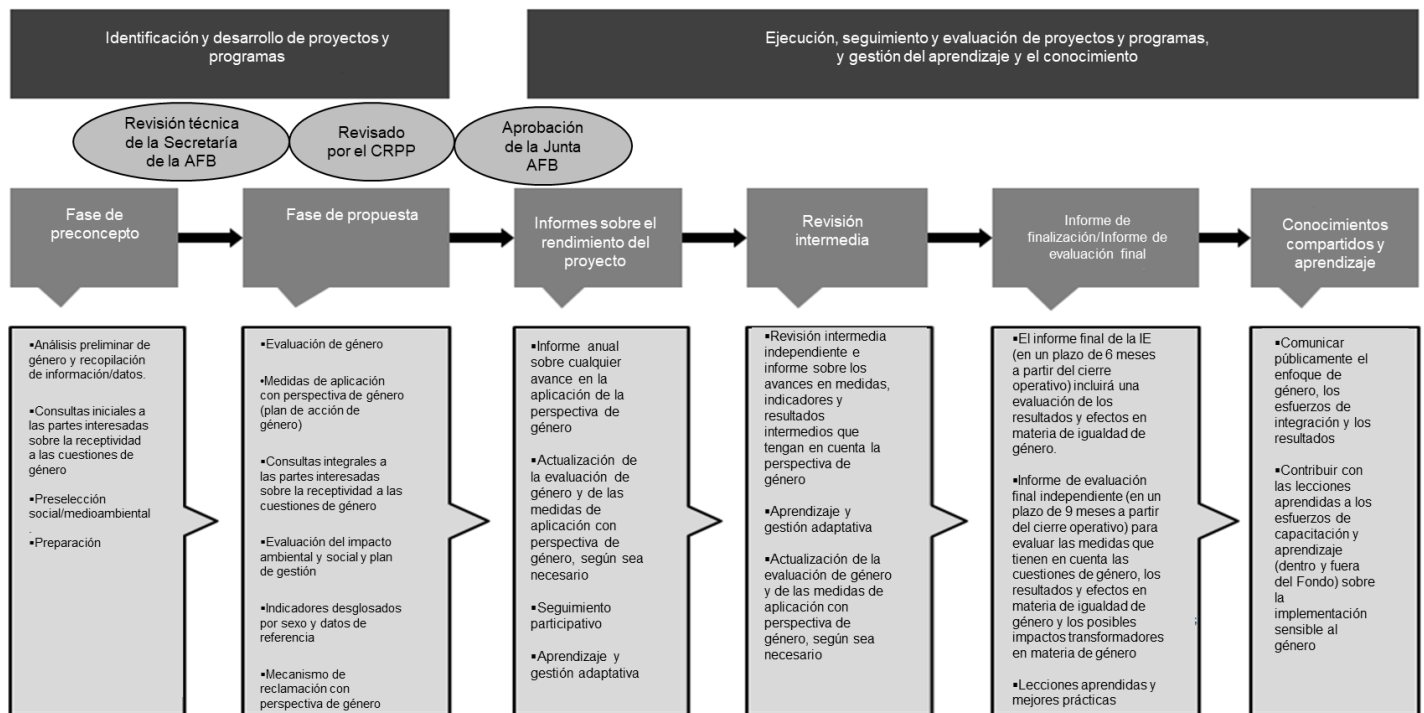 Identificación y desarrollo de proyectos y
programas
Ejecución, seguimiento y evaluación de proyectos y programas,
y gestión del aprendizaje y el conocimiento
Revisión técnica
de la Secretaría
de la AFB
Revisado
por el CRPP
Aprobación
de la Junta
AFB
Fase de
preconcepto
Fase de propuesta
Informes sobre el
rendimiento del
proyecto
Revisión
intermedia
Informe de
finalización/Informe de
evaluación final
Conocimientos
compartidos y
aprendizaje
▪Análisis preliminar de
género y recopilación
de información/datos.
▪Consultas iniciales a
las partes interesadas
sobre la receptividad
a las cuestiones de
género
▪Preselección
social/medioambiental
.
▪Preparación
▪Evaluación de género
•Medidas de aplicación
con perspectiva de género
(plan de acción de
género)
▪Consultas integrales a
las partes interesadas
sobre la receptividad a las
cuestiones de género
▪Evaluación del impacto
ambiental y social y plan
de gestión
▪Indicadores desglosados
por sexo y datos de
referencia
▪Mecanismo de
reclamación con
perspectiva de género
▪Informe anual
sobre cualquier
avance en la
aplicación de la
perspectiva de
género
▪Actualización de
la evaluación de
género y de las
medidas de
aplicación con
perspectiva de
género, según sea
necesario
▪Seguimiento
participativo
▪Aprendizaje y
gestión adaptativa
▪Revisión intermedia
independiente e
informe sobre los
avances en medidas,
indicadores y
resultados
intermedios que
tengan en cuenta la
perspectiva de
género
▪Aprendizaje y
gestión adaptativa
▪Actualización de la
evaluación de género
y de las medidas de
aplicación con
perspectiva de
género, según sea
necesario
▪El informe final de la IE
(en un plazo de 6 meses
a partir del cierre
operativo) incluirá una
evaluación de los
resultados y efectos en
materia de igualdad de
género.
▪Informe de evaluación
final independiente (en un
plazo de 9 meses a partir
del cierre operativo) para
evaluar las medidas que
tienen en cuenta las
cuestiones de género, los
resultados y efectos en
materia de igualdad de
género y los posibles
impactos transformadores
en materia de género
▪Lecciones aprendidas y
mejores prácticas
;
▪Comunicar
públicamente el
enfoque de
género, los
esfuerzos de
integración y los
resultados
▪Contribuir con
las lecciones
aprendidas a los
esfuerzos de
capacitación y
aprendizaje
(dentro y fuera
del Fondo) sobre
la
implementación
sensible al
género